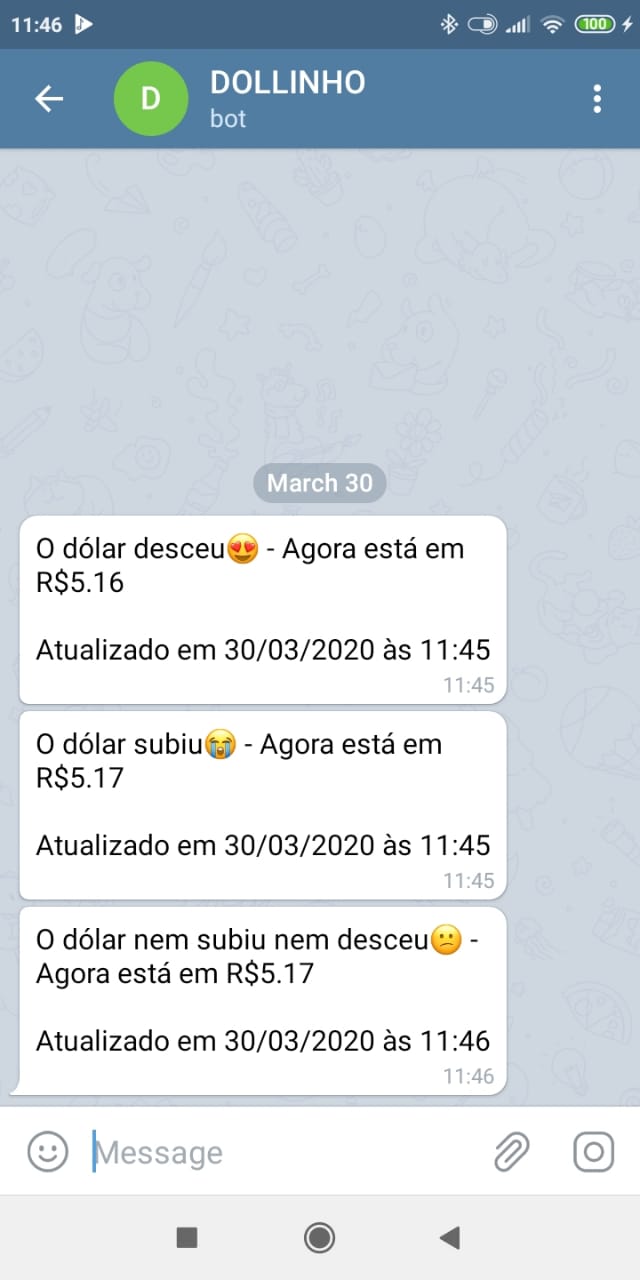 11:46
100
D
DOLLINHO
bot
March 30
O dólar desceu😍 - Agora está em
R$5.16
Atualizado em 30/03/2020 às 11:45
11:45
O dólar subiu😭 - Agora está em
R$5.17
Atualizado em 30/03/2020 às 11:45
11:45
O dólar nem subiu nem desceu😕 -
Agora está em R$5.17
Atualizado em 30/03/2020 às 11:46
11:46
Message